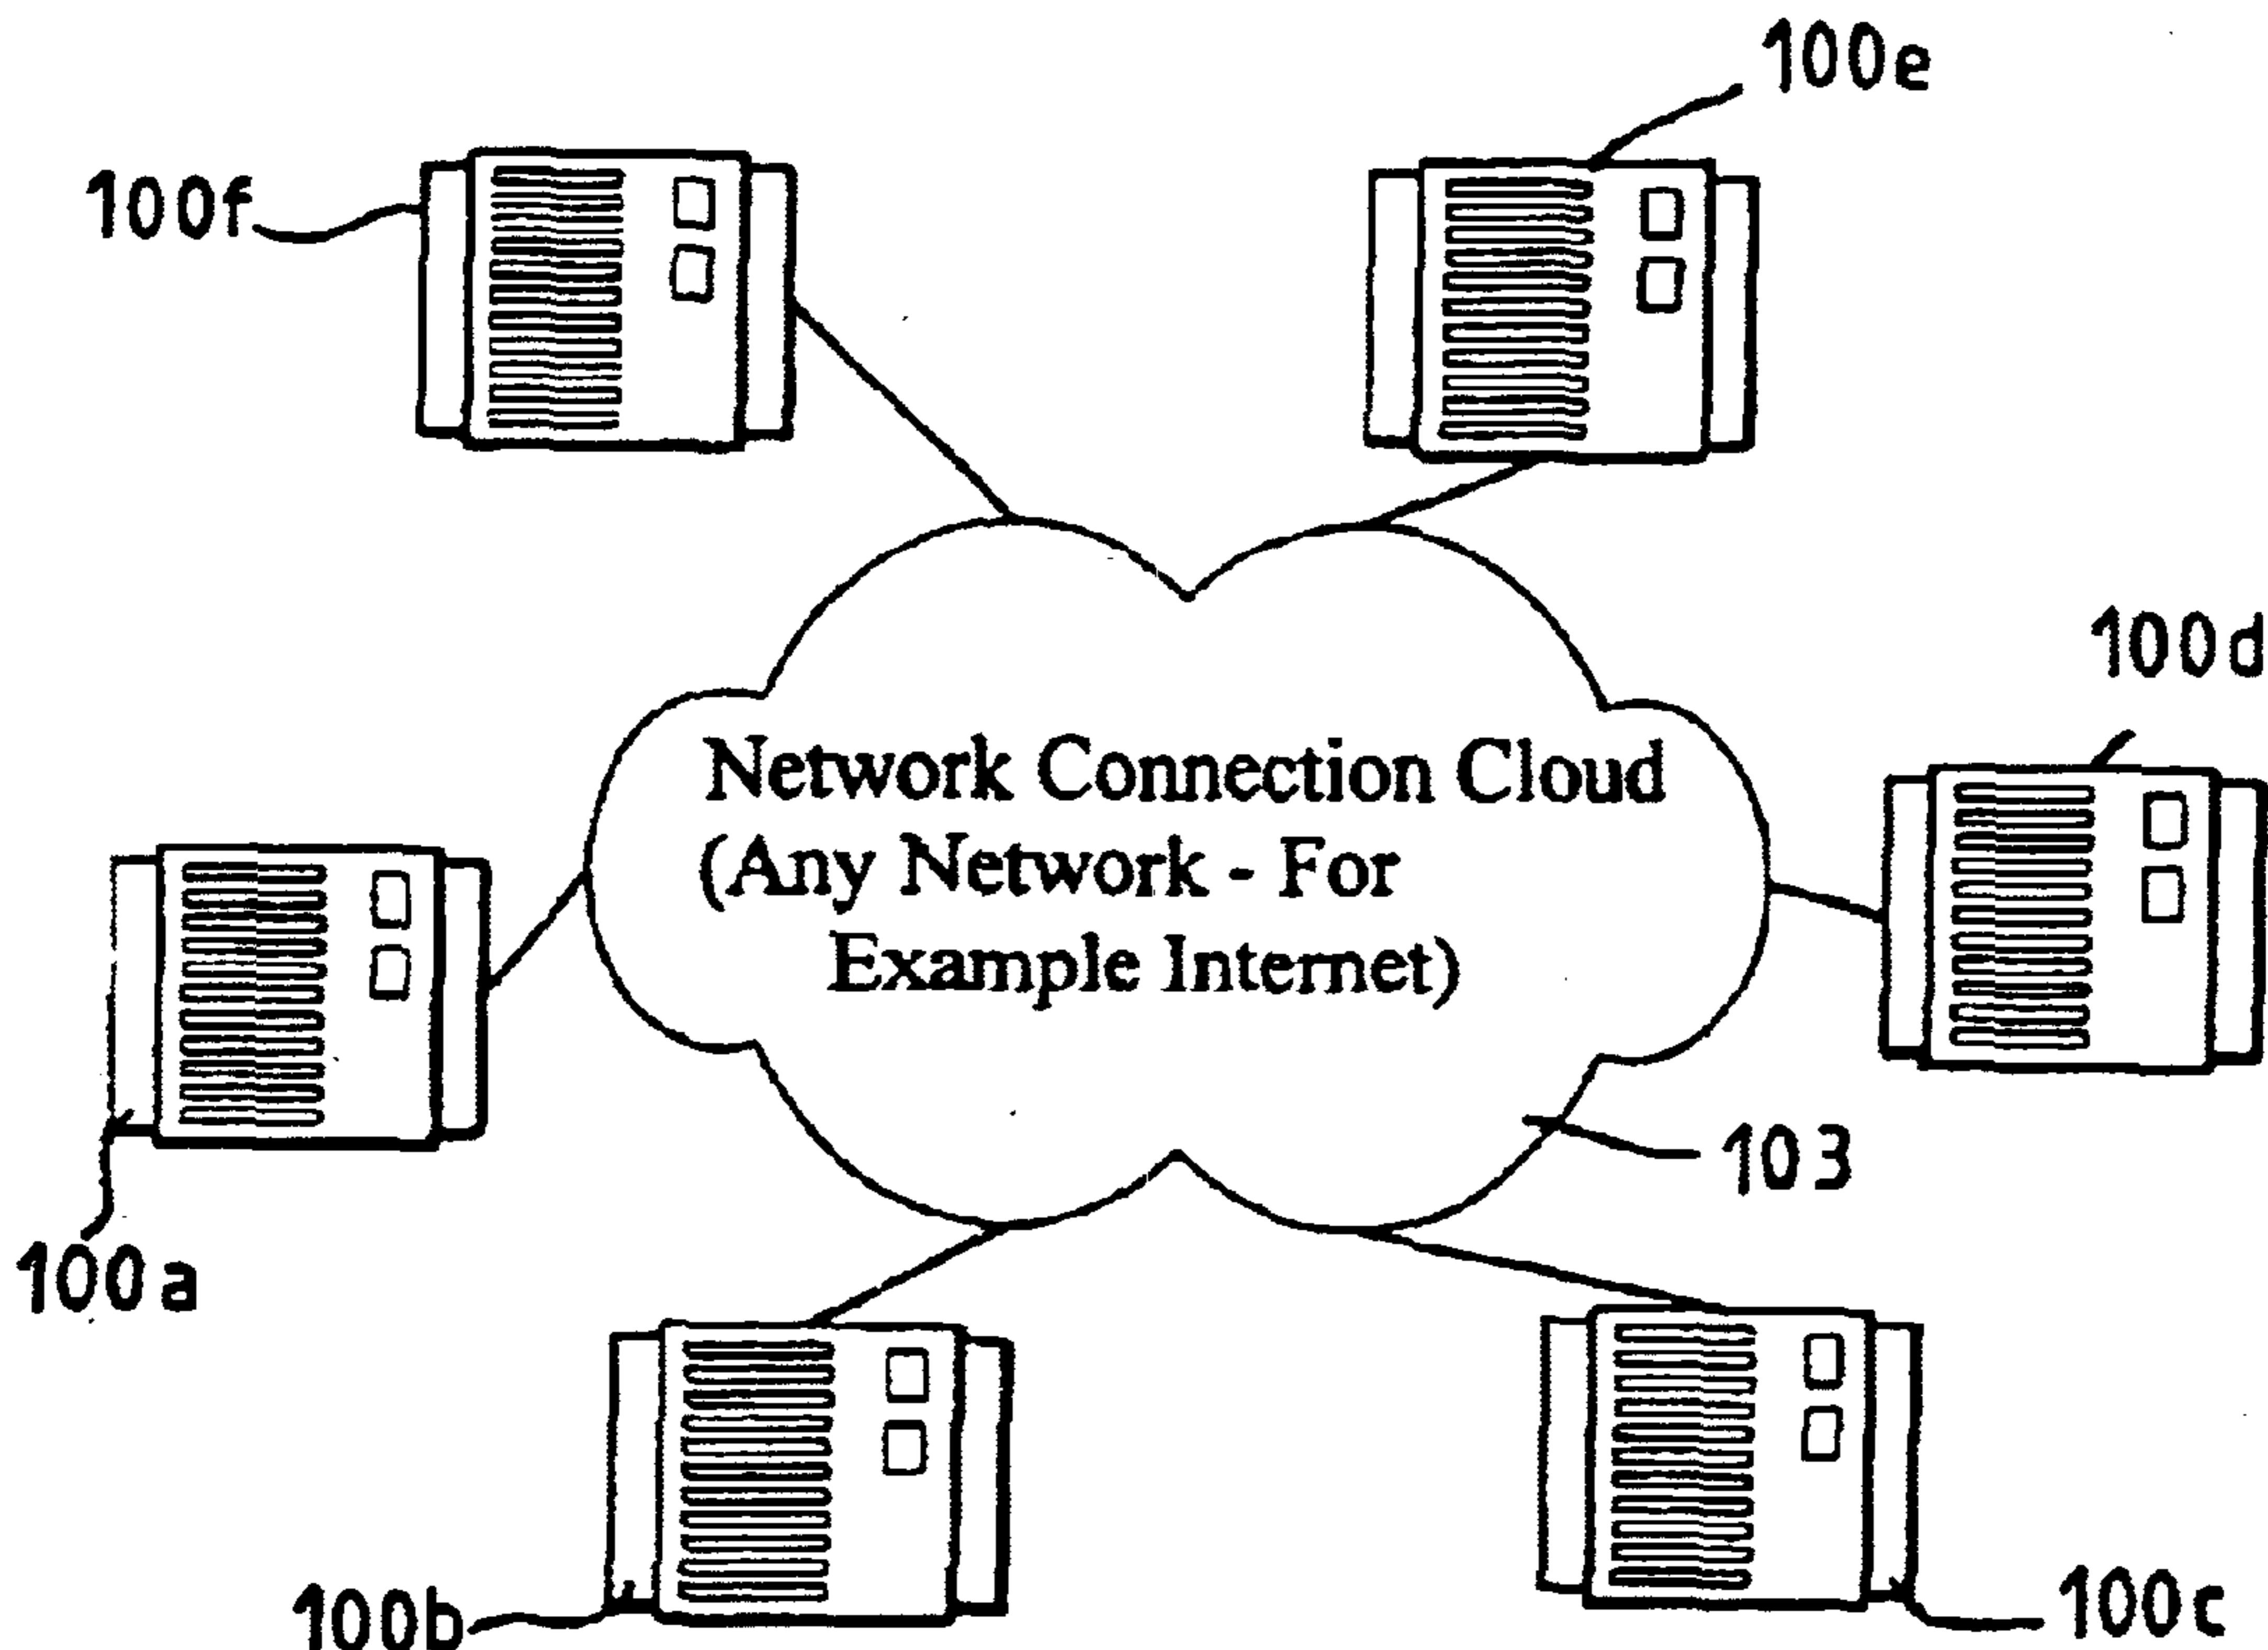 100e
100f
100d
Network Connection Cloud
(Any Network - For
Example Internet)
103
100a
100b
100c